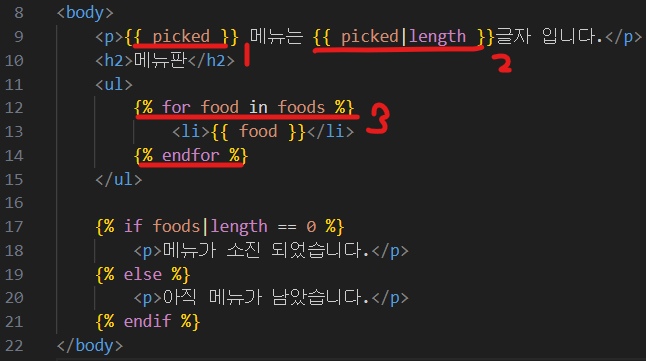 8 <body>
9 <p>{{ picked }} 메뉴는 {{ picked|length }}글자 입니다.</p>
10 <h2>메뉴판</h2> 1 2
11 <ul>
12 {% for food in foods %}
13 <li>{{ food }}</li> 3
14 {% endfor %}
15 </ul>
16
17 {% if foods|length == 0 %}
18 <p>메뉴가 소진 되었습니다.</p>
19 {% else %}
20 <p>아직 메뉴가 남았습니다.</p>
21 {% endif %}
22 </body>